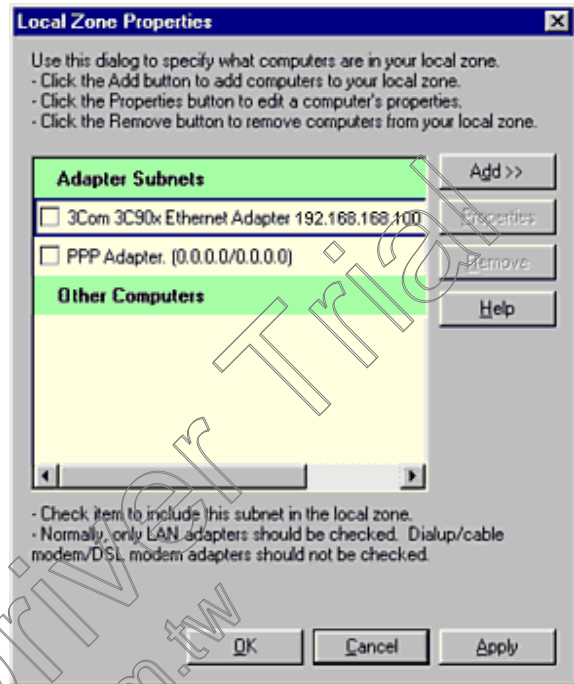 Local Zone Properties
Use this dialog to specify what computers are in your local zone.
- Click the Add button to add computers to your local zone.
- Click the Properties button to edit a computer's properties.
- Click the Remove button to remove computers from your local zone.
Adapter Subnets
3Com 3C90x Ethernet Adapter 192.168.168.100
PPP Adapter. (0.0.0.0/0.0.0.0)
Other Computers
Add >>
Properties
Remove
Help
- Check item to include this subnet in the local zone.
- Normally, only LAN adapters should be checked. Dialup/cable
modem/DSL modem adapters should not be checked.
OK
Cancel
Apply
Driver Trial
m.tw